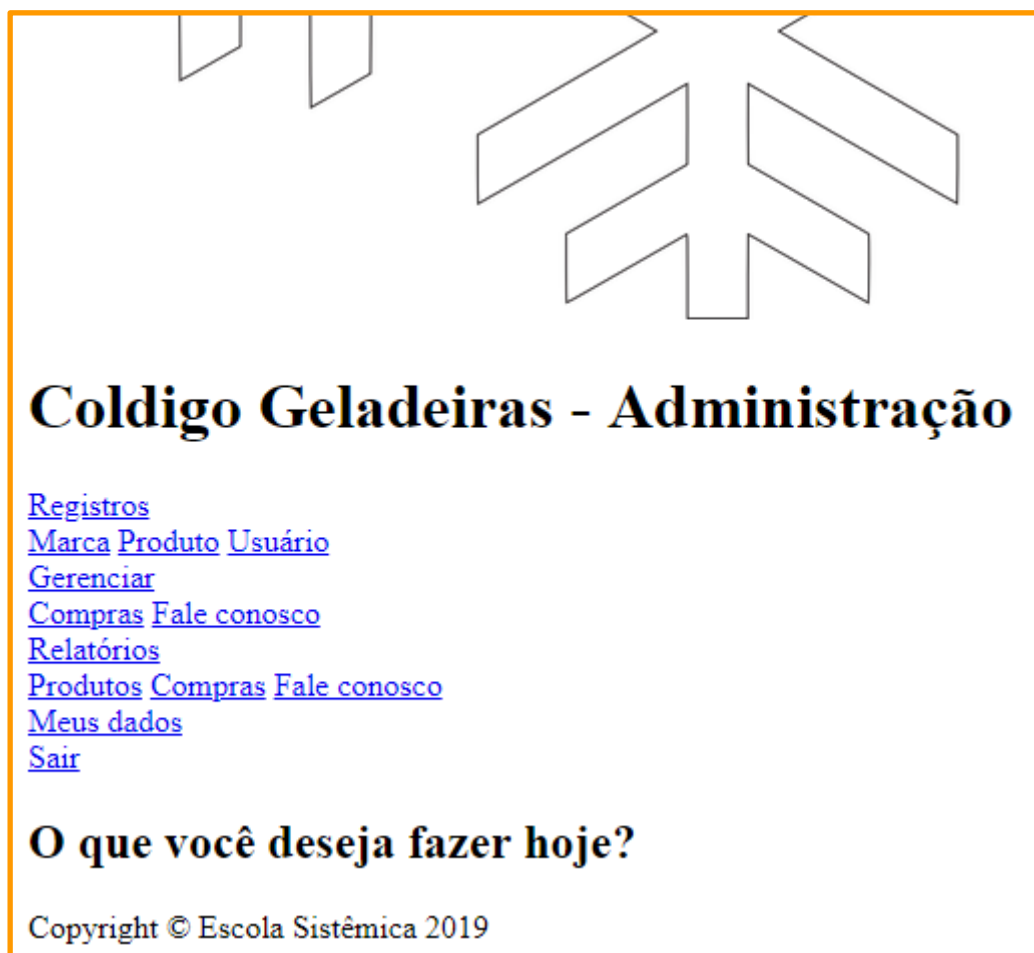 Coldigo Geladeiras - Administração
Registros
Marca Produto Usuário
Gerenciar
Compras Fale conosco
Relatórios
Produtos Compras Fale conosco
Meus dados
Sair
O que você deseja fazer hoje?
Copyright © Escola Sistêmica 2019